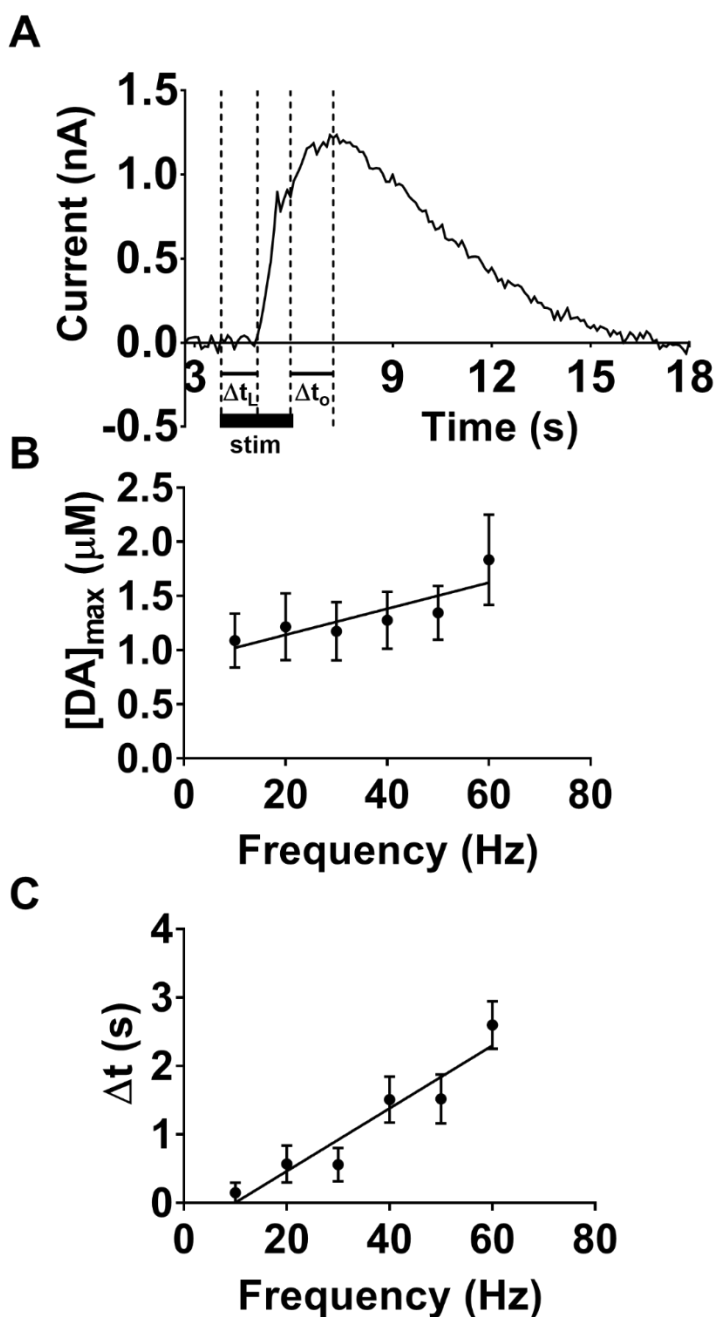 A
Current (nA)
1.5
1.0
0.5
0.0
-0.5
3 9 12 15 18
ΔtL Δto
Time (s)
stim
B
[DA]max (μM)
2.5
2.0
1.5
1.0
0.5
0.0
0 20 40 60 80
Frequency (Hz)
C
Δt (s)
4
3
2
1
0
0 20 40 60 80
Frequency (Hz)